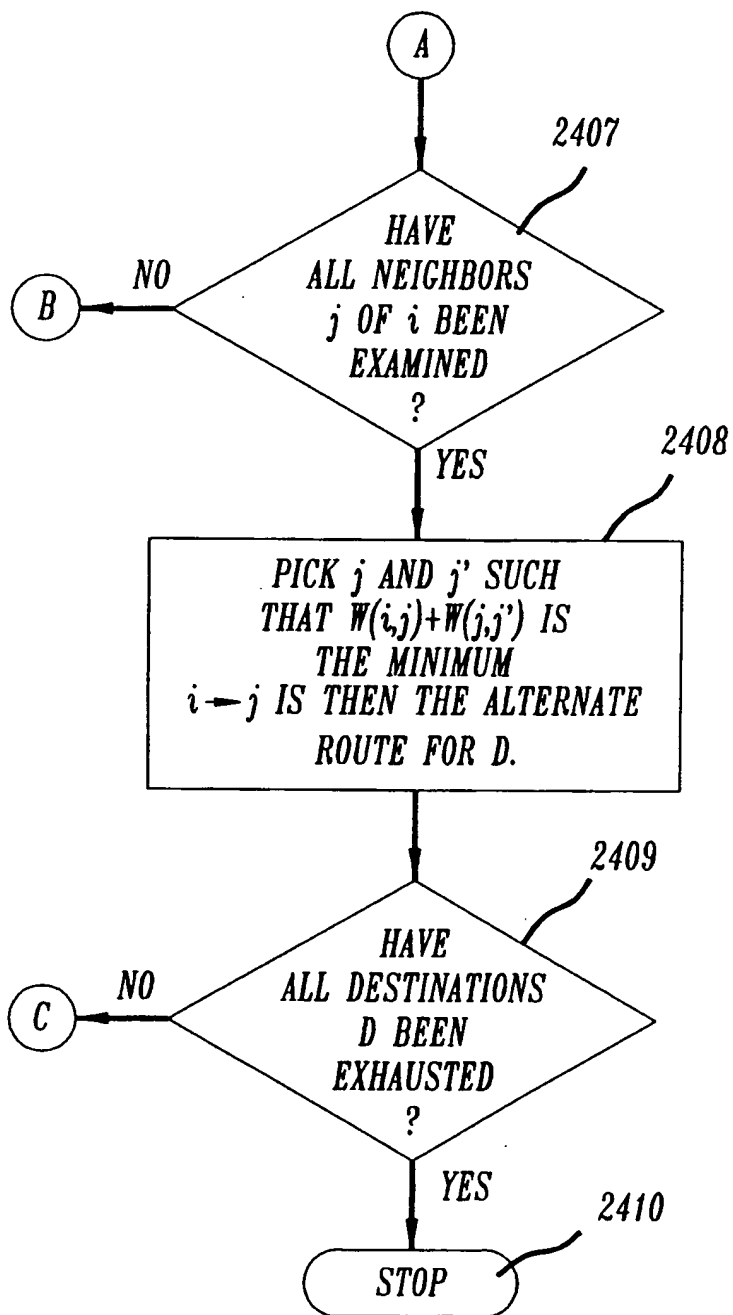 A
2407
HAVE
ALL NEIGHBORS
j OF i BEEN
EXAMINED
?
NO
B
YES
2408
PICK j AND j' SUCH
THAT W(i,j)+W(j,j') IS
THE MINIMUM
i→j IS THEN THE ALTERNATE
ROUTE FOR D.
2409
HAVE
ALL DESTINATIONS
D BEEN
EXHAUSTED
?
NO
C
YES
2410
STOP